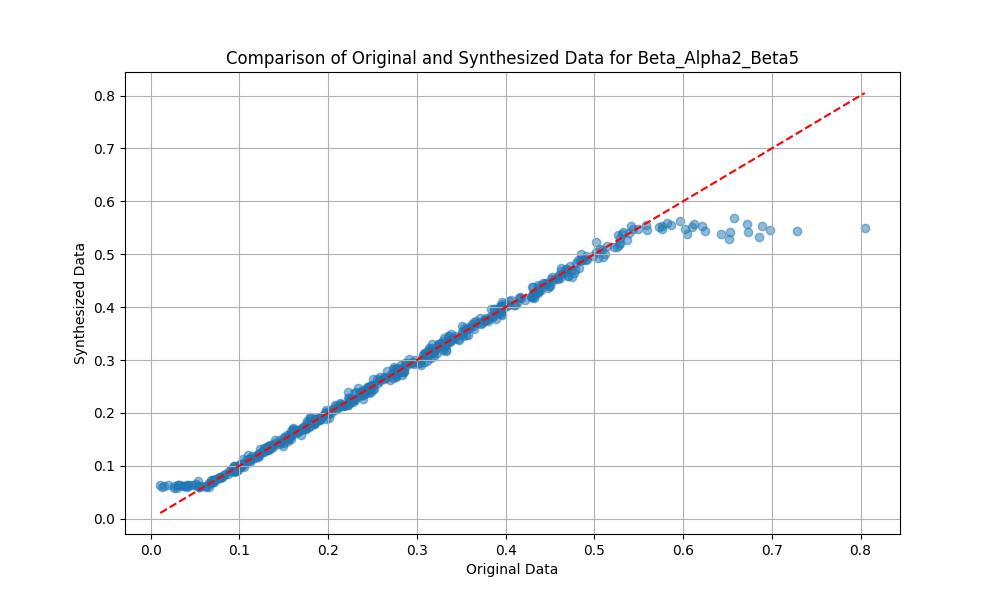 Comparison of Original and Synthesized Data for Beta_Alpha2_Beta5
Synthesized Data
0.8
0.7
0.6
0.5
0.4
0.3
0.2
0.1
0.0
0.0 0.1 0.2 0.3 0.4 0.5 0.6 0.7 0.8
Original Data